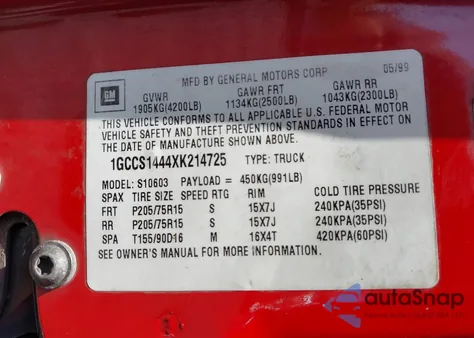 MFD BY GENERAL MOTORS CORP 05/99
GM GVWR GAWR FRT GAWR RR
1905KG(4200LB) 1134KG(2500LB) 1043KG(2300LB)
THIS VEHICLE CONFORMS TO ALL APPLICABLE U.S. FEDERAL MOTOR
VEHICLE SAFETY AND THEFT PREVENTION STANDARDS IN EFFECT ON
THE DATE OF MANUFACTURE SHOWN ABOVE.
1GCCS1444XK214725 TYPE: TRUCK
MODEL: S10603 PAYLOAD = 450KG(991LB)
SPAX TIRE SIZE SPEED RTG RIM COLD TIRE PRESSURE
FRT P205/75R15 S 15X7J 240KPA(35PSI)
RR P205/75R15 S 15X7J 240KPA(35PSI)
SPA T155/90D16 M 16X4T 420KPA(60PSI)
SEE OWNER'S MANUAL FOR MORE INFORMATION.
autoSnap